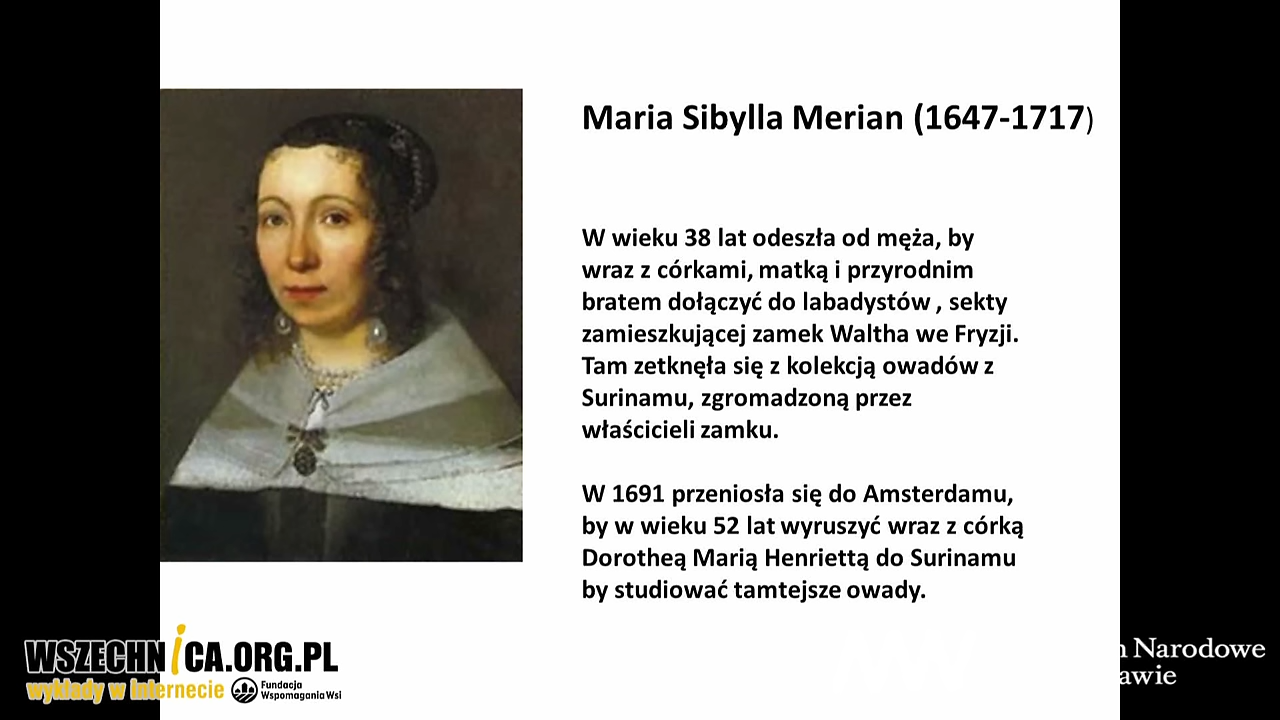 Maria Sibylla Merian (1647-1717)
W wieku 38 lat odeszła od męża, by
wraz z córkami, matką i przyrodnim
bratem dołączyć do labadystów , sekty
zamieszkującej zamek Waltha we Fryzji.
Tam zetknęła się z kolekcją owadów z
Surinamu, zgromadzoną przez
właścicieli zamku.
W 1691 przeniosła się do Amsterdamu,
by w wieku 52 lat wyruszyć wraz z córką
Dorotheą Marią Henriettą do Surinamu
by studiować tamtejsze owady.
WSZECHNICA.ORG.PL
wykłady w internecie
Fundacja
Wspomagania Wsi
Narodowe
awie